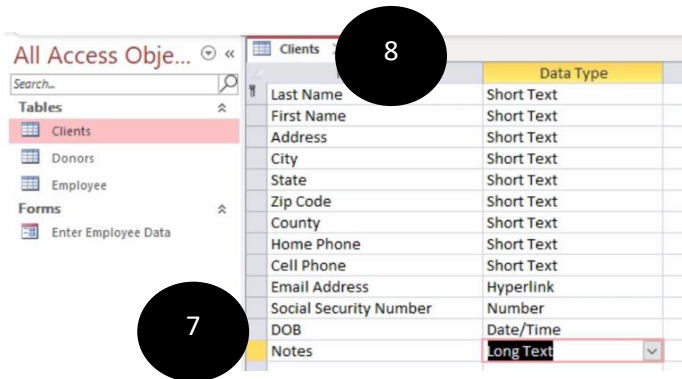 All Access Obje...
Search...
Tables
Clients
Donors
Employee
Forms
Enter Employee Data
7
8
Clients
Data Type
Last Name Short Text
First Name Short Text
Address Short Text
City Short Text
State Short Text
Zip Code Short Text
County Short Text
Home Phone Short Text
Cell Phone Short Text
Email Address Hyperlink
Social Security Number Number
DOB Date/Time
Notes Long Text